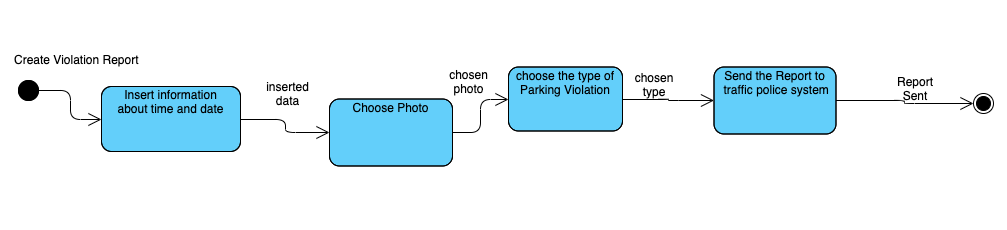 Create Violation Report
Insert information
about time and date
inserted
data
Choose Photo
chosen
photo
choose the type of
Parking Violation
chosen
type
Send the Report to
traffic police system
Report
Sent